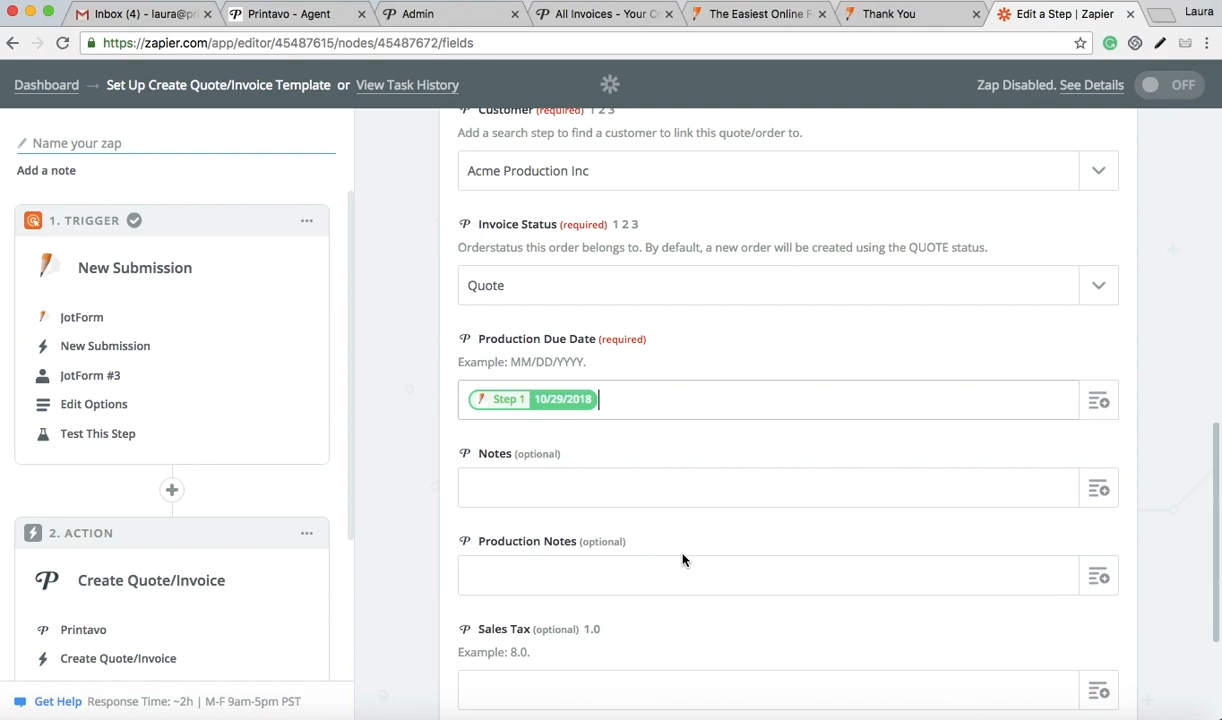 Inbox (4) - laura@pr
Printavo - Agent
Admin
All Invoices - Your C
The Easiest Online F
Thank You
Edit a Step | Zapier
Laura
https://zapier.com/app/editor/45487615/nodes/45487672/fields
Dashboard → Set Up Create Quote/Invoice Template or View Task History
Zap Disabled. See Details
OFF
Name your zap
Add a note
1. TRIGGER
New Submission
JotForm
New Submission
JotForm #3
Edit Options
Test This Step
2. ACTION
Create Quote/Invoice
Printavo
Create Quote/Invoice
Get Help Response Time: ~2h | M-F 9am-5pm PST
Customer (required) 1 2 3
Add a search step to find a customer to link this quote/order to.
Acme Production Inc
Invoice Status (required) 1 2 3
Orderstatus this order belongs to. By default, a new order will be created using the QUOTE status.
Quote
Production Due Date (required)
Example: MM/DD/YYYY.
Step 1 10/29/2018
Notes (optional)
Production Notes (optional)
Sales Tax (optional) 1.0
Example: 8.0.